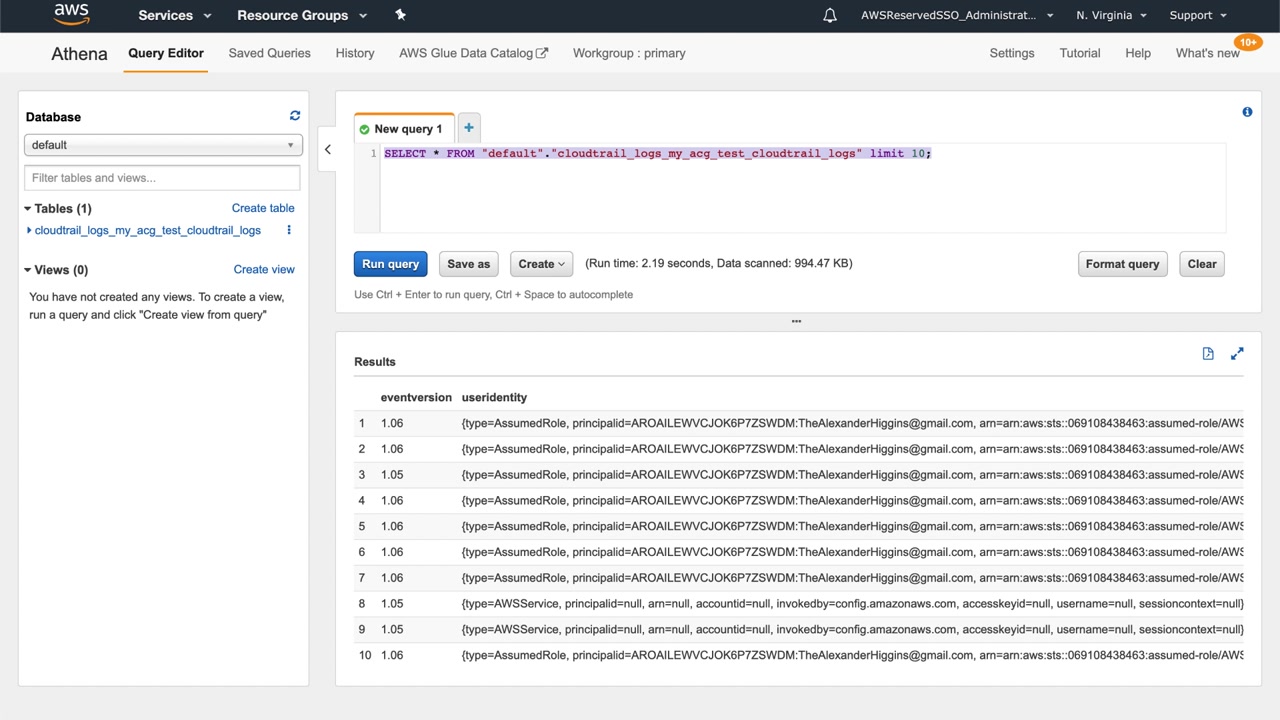 aws Services Resource Groups AWSReservedSSO_Administrat... N. Virginia Support
Athena Query Editor Saved Queries History AWS Glue Data Catalog Workgroup : primary Settings Tutorial Help What's new 10+
Database
default
Filter tables and views...
Tables (1) Create table
cloudtrail_logs_my_acg_test_cloudtrail_logs
Views (0) Create view
You have not created any views. To create a view,
run a query and click "Create view from query"
New query 1
1 SELECT * FROM "default"."cloudtrail_logs_my_acg_test_cloudtrail_logs" limit 10;
Run query Save as Create (Run time: 2.19 seconds, Data scanned: 994.47 KB) Format query Clear
Use Ctrl + Enter to run query, Ctrl + Space to autocomplete
Results
eventversion useridentity
1 1.06 {type=AssumedRole, principalid=AROAILEWVCJOK6P7ZSWDM:TheAlexanderHiggins@gmail.com, arn=arn:aws:sts::069108438463:assumed-role/AWS
2 1.06 {type=AssumedRole, principalid=AROAILEWVCJOK6P7ZSWDM:TheAlexanderHiggins@gmail.com, arn=arn:aws:sts::069108438463:assumed-role/AWS
3 1.05 {type=AssumedRole, principalid=AROAILEWVCJOK6P7ZSWDM:TheAlexanderHiggins@gmail.com, arn=arn:aws:sts::069108438463:assumed-role/AWS
4 1.06 {type=AssumedRole, principalid=AROAILEWVCJOK6P7ZSWDM:TheAlexanderHiggins@gmail.com, arn=arn:aws:sts::069108438463:assumed-role/AWS
5 1.06 {type=AssumedRole, principalid=AROAILEWVCJOK6P7ZSWDM:TheAlexanderHiggins@gmail.com, arn=arn:aws:sts::069108438463:assumed-role/AWS
6 1.06 {type=AssumedRole, principalid=AROAILEWVCJOK6P7ZSWDM:TheAlexanderHiggins@gmail.com, arn=arn:aws:sts::069108438463:assumed-role/AWS
7 1.06 {type=AssumedRole, principalid=AROAILEWVCJOK6P7ZSWDM:TheAlexanderHiggins@gmail.com, arn=arn:aws:sts::069108438463:assumed-role/AWS
8 1.05 {type=AWSService, principalid=null, arn=null, accountid=null, invokedby=config.amazonaws.com, accesskeyid=null, username=null, sessioncontext=null}
9 1.05 {type=AWSService, principalid=null, arn=null, accountid=null, invokedby=config.amazonaws.com, accesskeyid=null, username=null, sessioncontext=null}
10 1.06 {type=AssumedRole, principalid=AROAILEWVCJOK6P7ZSWDM:TheAlexanderHiggins@gmail.com, arn=arn:aws:sts::069108438463:assumed-role/AWS